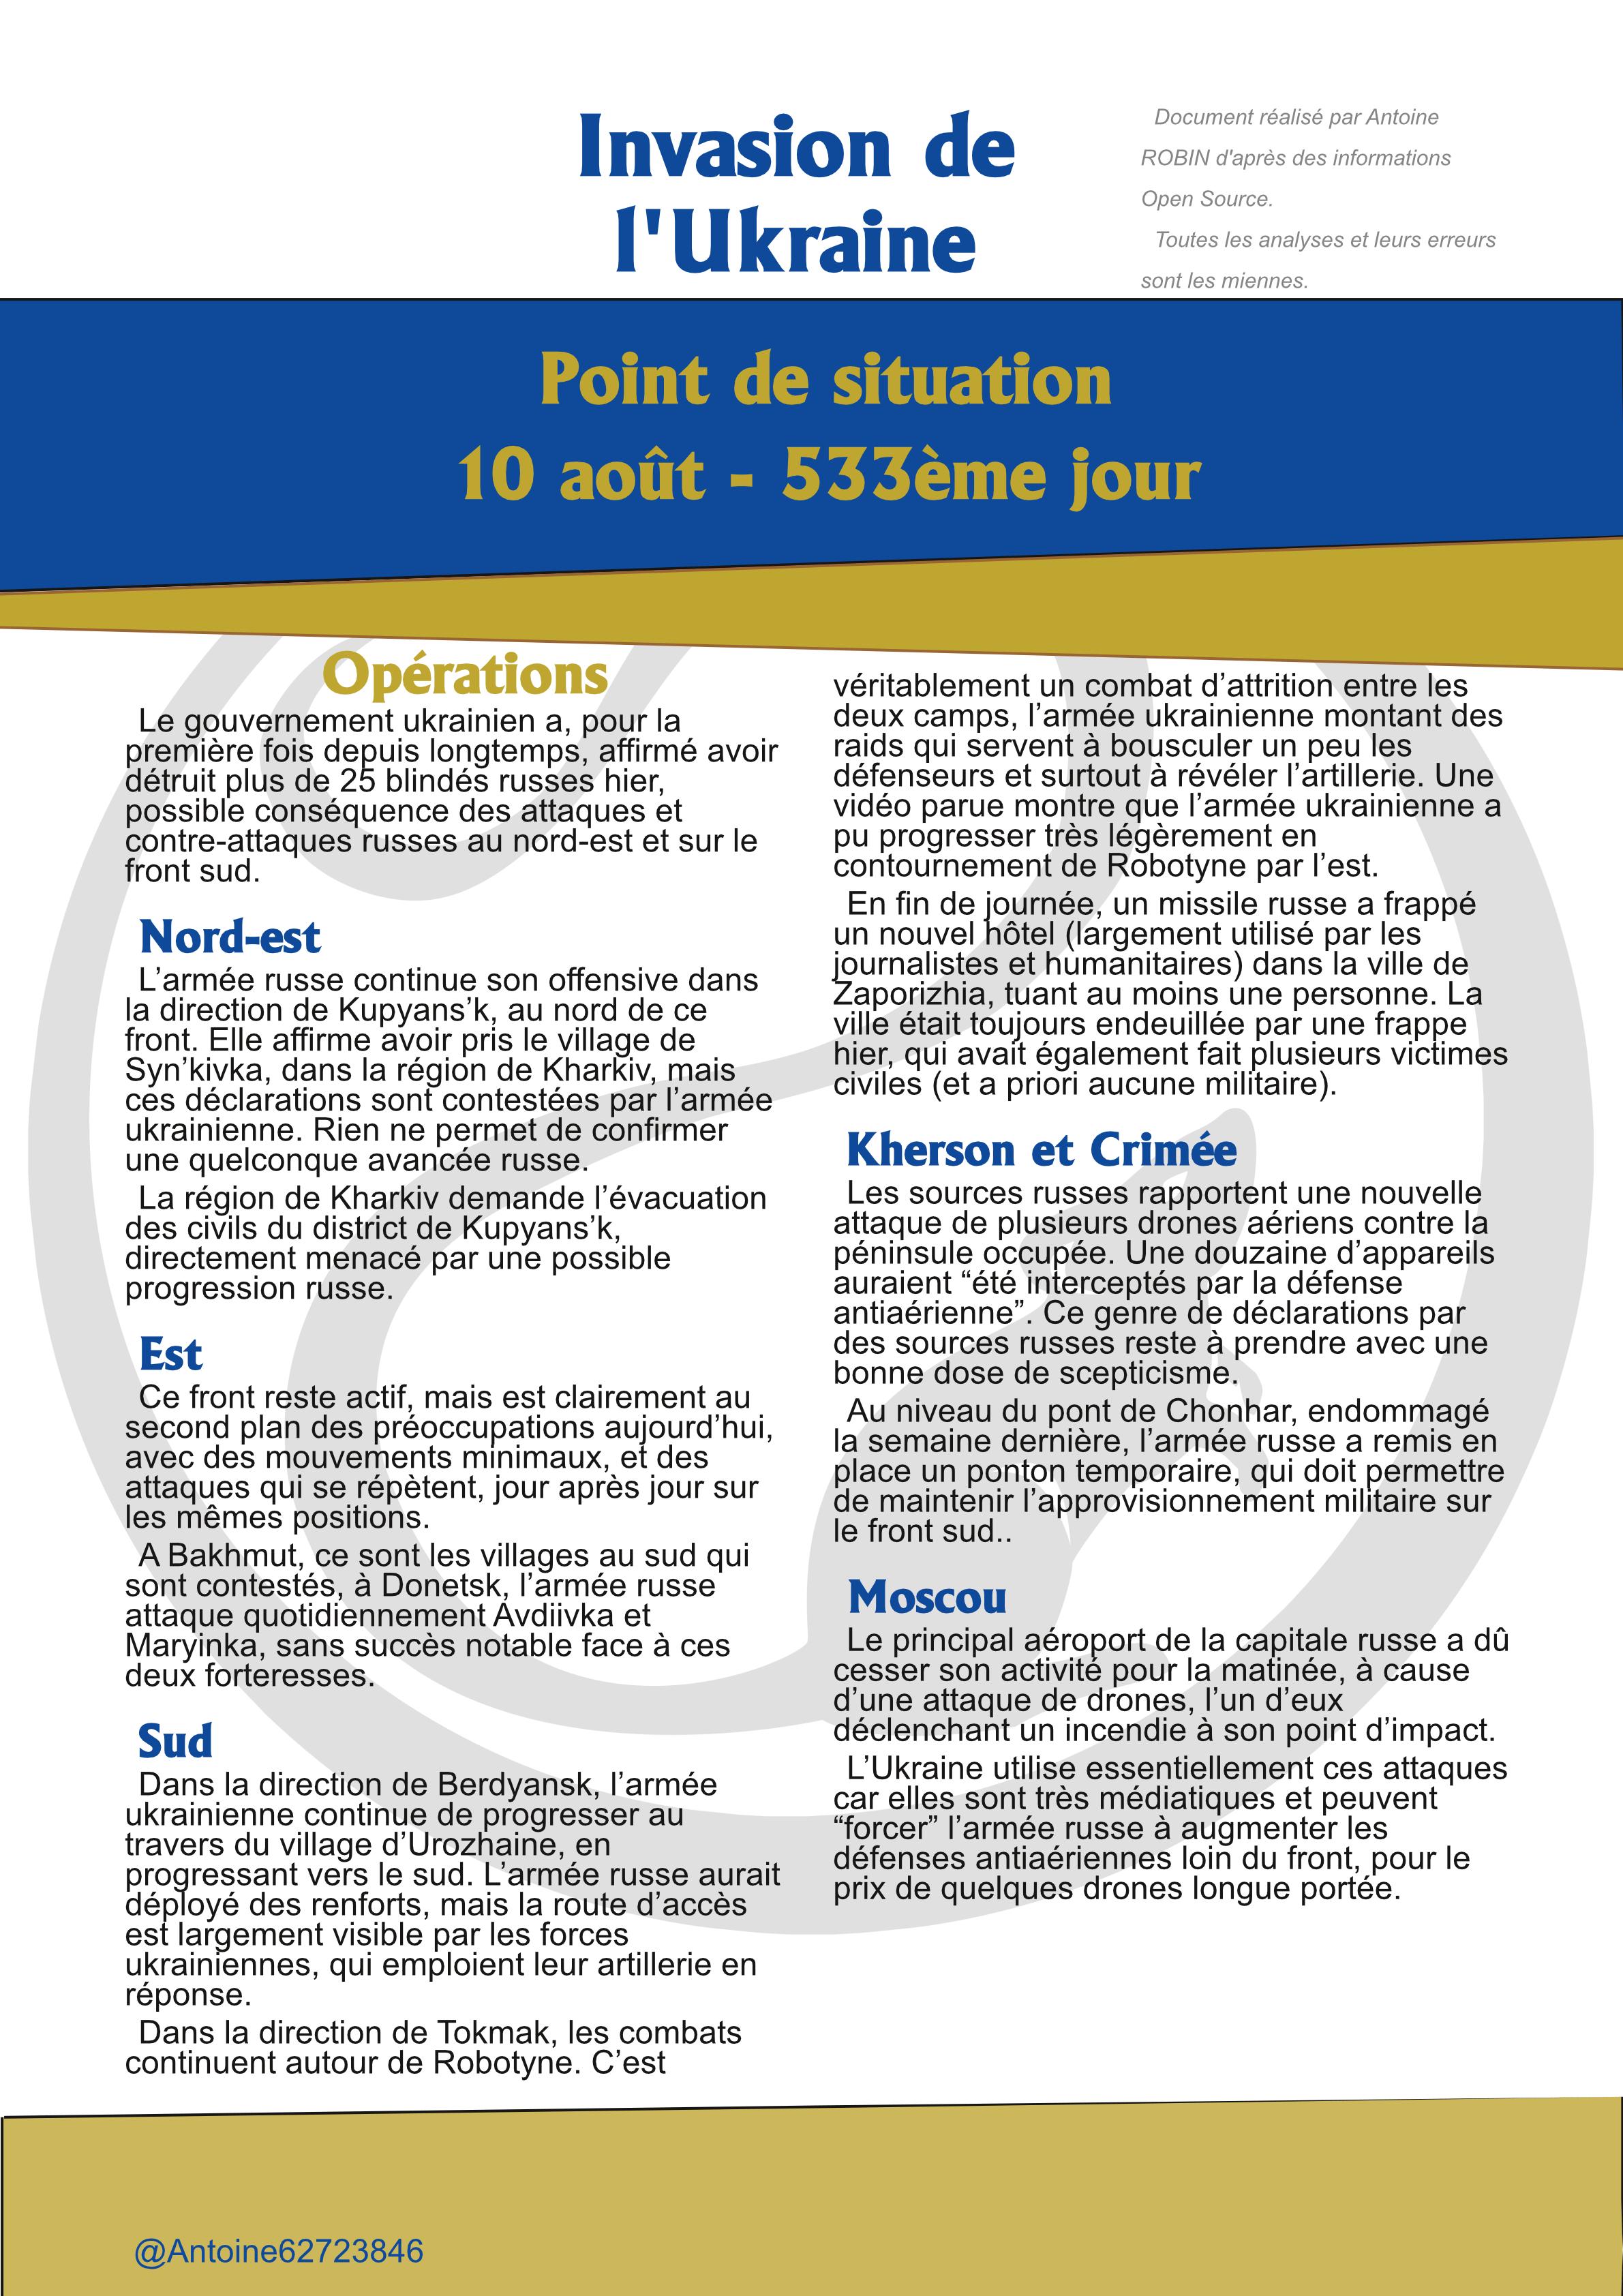 Invasion de
l'Ukraine
Document réalisé par Antoine
ROBIN d'après des informations
Open Source.
Toutes les analyses et leurs erreurs
sont les miennes.
Point de situation
10 août - 533ème jour
Opérations
Le gouvernement ukrainien a, pour la
première fois depuis longtemps, affirmé avoir
détruit plus de 25 blindés russes hier,
possible conséquence des attaques et
contre-attaques russes au nord-est et sur le
front sud.
Nord-est
L’armée russe continue son offensive dans
la direction de Kupyans’k, au nord de ce
front. Elle affirme avoir pris le village de
Syn’kivka, dans la région de Kharkiv, mais
ces déclarations sont contestées par l’armée
ukrainienne. Rien ne permet de confirmer
une quelconque avancée russe.
La région de Kharkiv demande l’évacuation
des civils du district de Kupyans’k,
directement menacé par une possible
progression russe.
Est
Ce front reste actif, mais est clairement au
second plan des préoccupations aujourd’hui,
avec des mouvements minimaux, et des
attaques qui se répètent, jour après jour sur
les mêmes positions.
A Bakhmut, ce sont les villages au sud qui
sont contestés, à Donetsk, l’armée russe
attaque quotidiennement Avdiivka et
Maryinka, sans succès notable face à ces
deux forteresses.
Sud
Dans la direction de Berdyansk, l’armée
ukrainienne continue de progresser au
travers du village d’Urozhaine, en
progressant vers le sud. L’armée russe aurait
déployé des renforts, mais la route d’accès
est largement visible par les forces
ukrainiennes, qui emploient leur artillerie en
réponse.
Dans la direction de Tokmak, les combats
continuent autour de Robotyne. C’est
véritablement un combat d’attrition entre les
deux camps, l’armée ukrainienne montant des
raids qui servent à bousculer un peu les
défenseurs et surtout à révéler l’artillerie. Une
vidéo parue montre que l’armée ukrainienne a
pu progresser très légèrement en
contournement de Robotyne par l’est.
En fin de journée, un missile russe a frappé
un nouvel hôtel (largement utilisé par les
journalistes et humanitaires) dans la ville de
Zaporizhia, tuant au moins une personne. La
ville était toujours endeuillée par une frappe
hier, qui avait également fait plusieurs victimes
civiles (et a priori aucune militaire).
Kherson et Crimée
Les sources russes rapportent une nouvelle
attaque de plusieurs drones aériens contre la
péninsule occupée. Une douzaine d’appareils
auraient “été interceptés par la défense
antiaérienne”. Ce genre de déclarations par
des sources russes reste à prendre avec une
bonne dose de scepticisme.
Au niveau du pont de Chonhar, endommagé
la semaine dernière, l’armée russe a remis en
place un ponton temporaire, qui doit permettre
de maintenir l’approvisionnement militaire sur
le front sud..
Moscou
Le principal aéroport de la capitale russe a dû
cesser son activité pour la matinée, à cause
d’une attaque de drones, l’un d’eux
déclenchant un incendie à son point d’impact.
L’Ukraine utilise essentiellement ces attaques
car elles sont très médiatiques et peuvent
“forcer” l’armée russe à augmenter les
défenses antiaériennes loin du front, pour le
prix de quelques drones longue portée.
@Antoine62723846